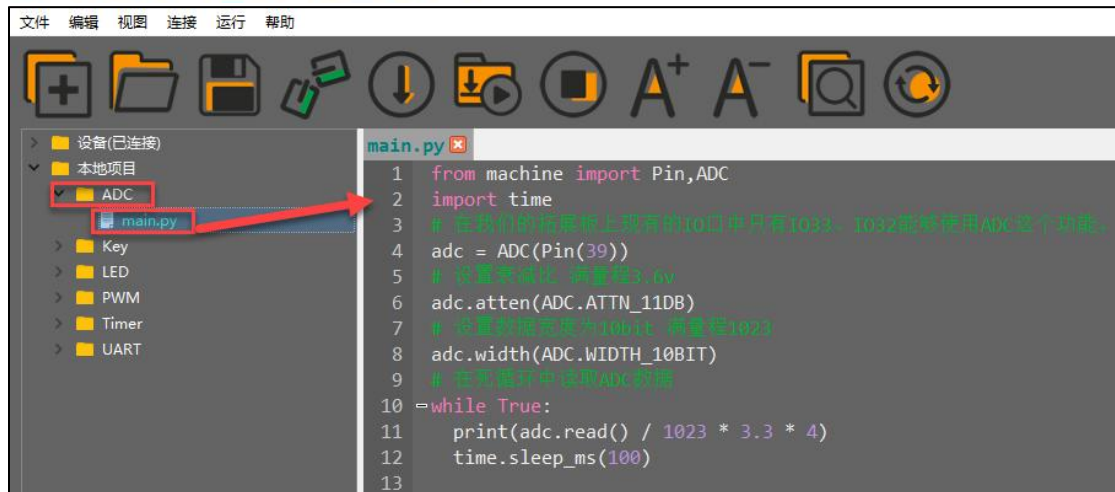 文件 编辑 视图 连接 运行 帮助
设备(已连接)
本地项目
ADC
main.py
Key
LED
PWM
Timer
UART
main.py
1 from machine import Pin,ADC
2 import time
3 # 在我们的拓展板上现有的IO口中只有IO33、IO32能够使用ADC这个功能，
4 adc = ADC(Pin(39))
5 # 设置衰减比 满量程3.6v
6 adc.atten(ADC.ATTN_11DB)
7 # 设置数据宽度为10bit 满量程1023
8 adc.width(ADC.WIDTH_10BIT)
9 # 在死循环中读取ADC数据
10 while True:
11 print(adc.read() / 1023 * 3.3 * 4)
12 time.sleep_ms(100)
13